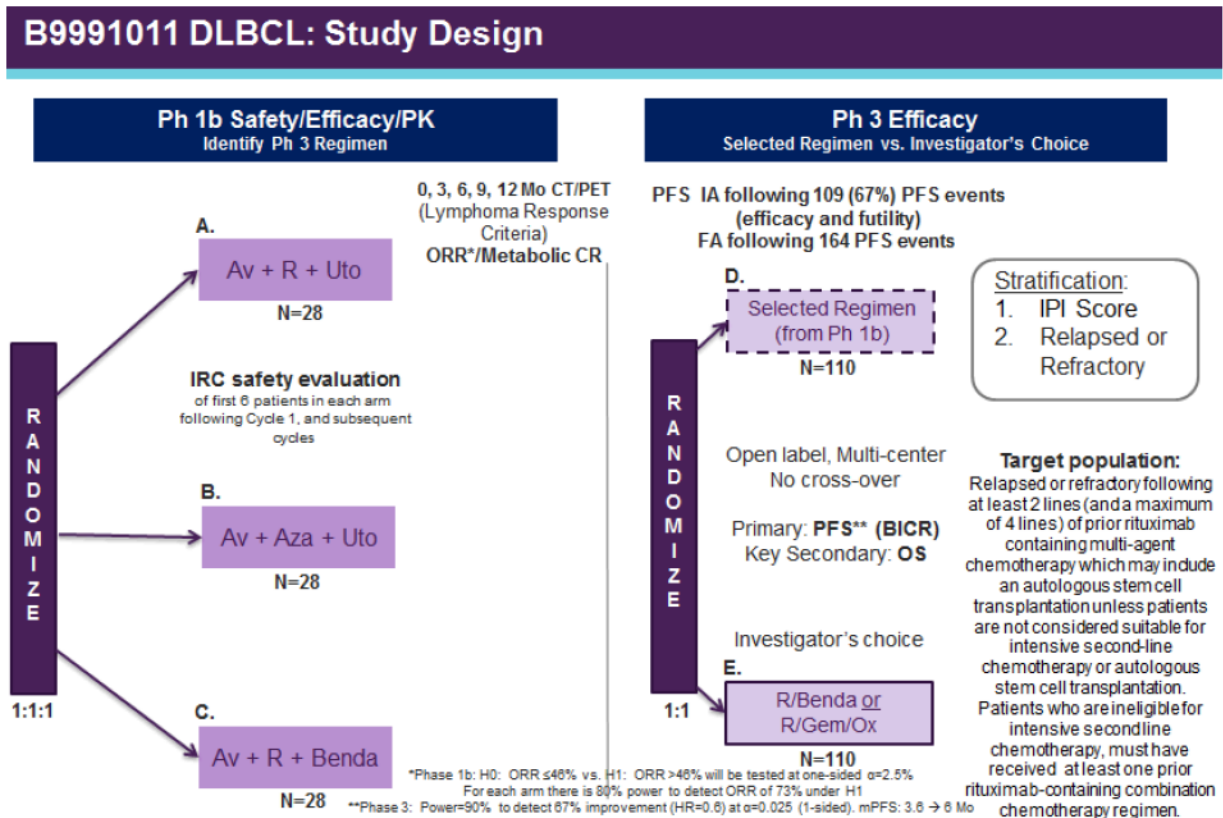 B9991011 DLBCL: Study Design
Ph 1b Safety/Efficacy/PK
Identify Ph 3 Regimen
0, 3, 6, 9, 12 Mo CT/PET
(Lymphoma Response
Criteria)
ORR*/Metabolic CR
A.
Av + R + Uto
N=28
RANDOMIZE
1:1:1
IRC safety evaluation
of first 6 patients in each arm
following Cycle 1, and subsequent
cycles
B.
Av + Aza + Uto
N=28
C.
Av + R + Benda
N=28
Ph 3 Efficacy
Selected Regimen vs. Investigator's Choice
PFS IA following 109 (67%) PFS events
(efficacy and futility)
FA following 164 PFS events
D.
Selected Regimen
(from Ph 1b)
N=110
Stratification:
1. IPI Score
2. Relapsed or
Refractory
RANDOMIZE
1:1
Open label, Multi-center
No cross-over
Primary: PFS** (BICR)
Key Secondary: OS
Investigator's choice
E.
R/Benda or
R/Gem/Ox
N=110
Target population:
Relapsed or refractory following
at least 2 lines (and a maximum
of 4 lines) of prior rituximab
containing multi-agent
chemotherapy which may include
an autologous stem cell
transplantation unless patients
are not considered suitable for
intensive second-line
chemotherapy or autologous
stem cell transplantation.
Patients who are ineligible for
intensive second line
chemotherapy, must have
received at least one prior
rituximab-containing combination
chemotherapy regimen.
*Phase 1b: H0: ORR ≤46% vs. H1: ORR >46% will be tested at one-sided α=2.5%
For each arm there is 80% power to detect ORR of 73% under H1
**Phase 3: Power=90% to detect 67% improvement (HR=0.6) at α=0.025 (1-sided). mPFS: 3.6 → 6 Mo